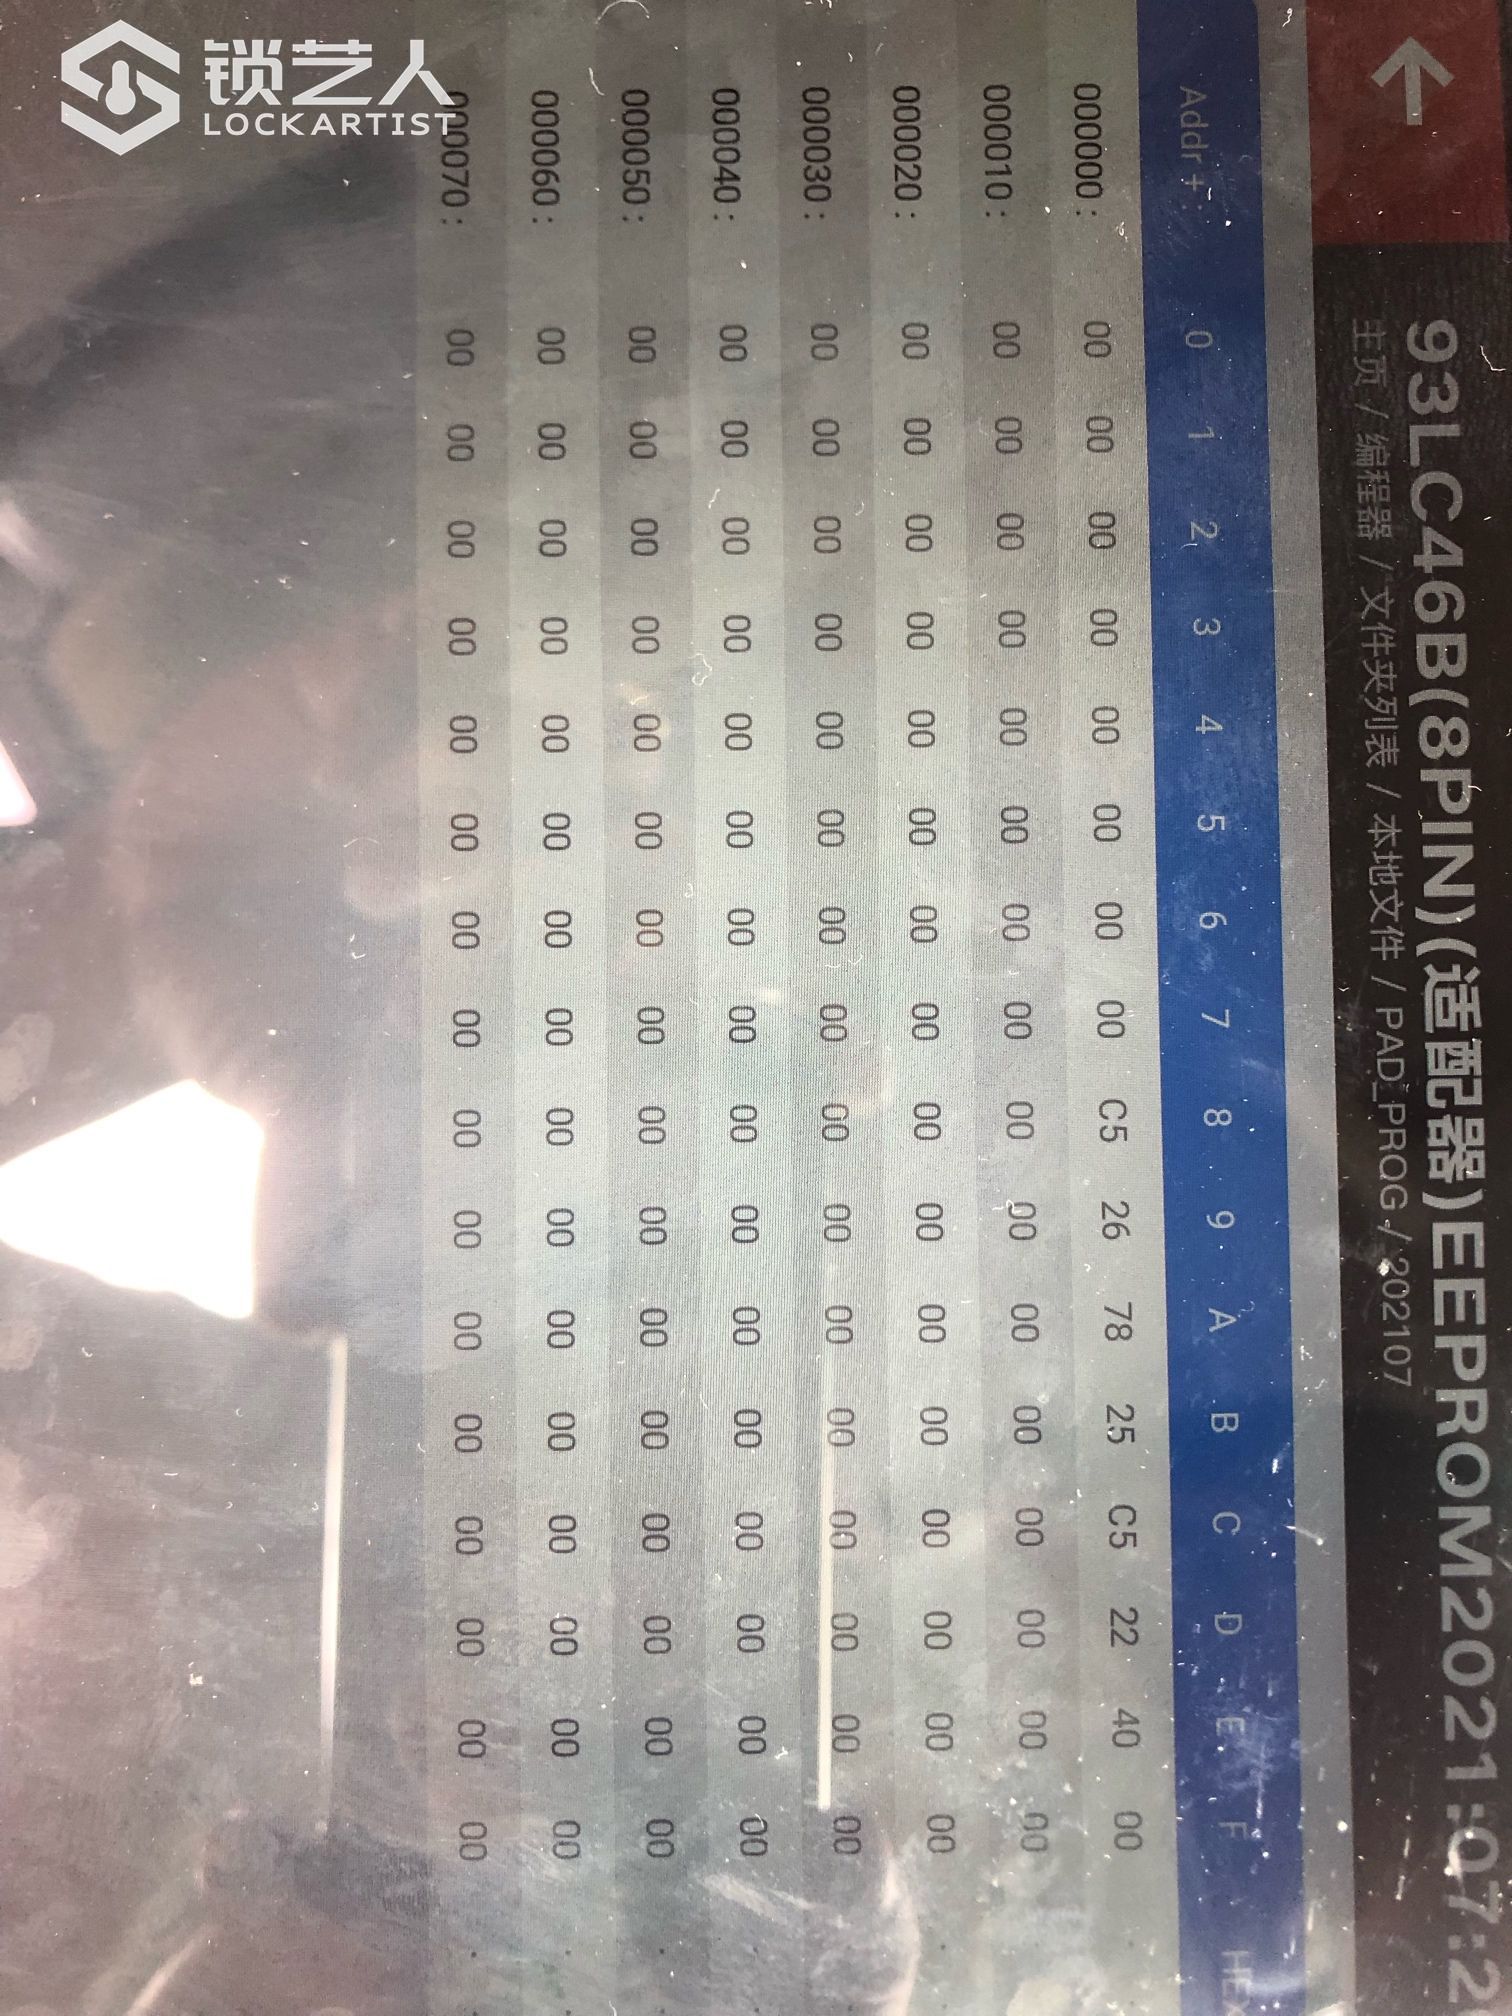 锁艺人
LOCKARTIST
93LC46B(8PIN)(适配器)EEPROM2021:07:2
主页 / 编程器 / 文件夹列表 / 本地文件 / PAD_PROG / 202107
Addr + : 0 1 2 3 4 5 6 7 8 9 A B C D E F HEX
000000: 00 00 00 00 00 00 00 00 C5 26 78 25 C5 22 40 00
000010: 00 00 00 00 00 00 00 00 00 00 00 00 00 00 00 00
000020: 00 00 00 00 00 00 00 00 00 00 00 00 00 00 00 00
000030: 00 00 00 00 00 00 00 00 00 00 00 00 00 00 00 00
000040: 00 00 00 00 00 00 00 00 00 00 00 00 00 00 00 00
000050: 00 00 00 00 00 00 00 00 00 00 00 00 00 00 00 00
000060: 00 00 00 00 00 00 00 00 00 00 00 00 00 00 00 00
000070: 00 00 00 00 00 00 00 00 00 00 00 00 00 00 00 00